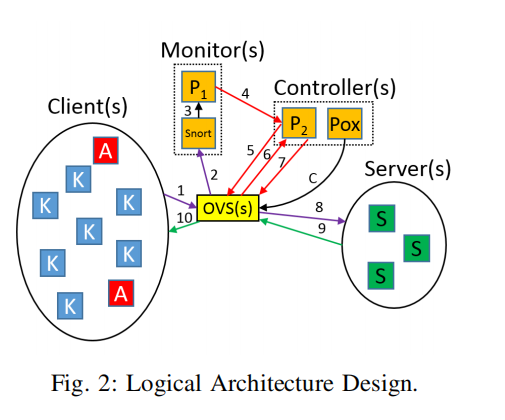 Monitor(s)
P1
4
3
Snort
Controller(s)
P2
Pox
Client(s)
A
K
K
K
K
K
K
K
A
5
6
7
C
2
1
OVS(s)
10
8
9
Server(s)
S
S
S
Fig. 2: Logical Architecture Design.